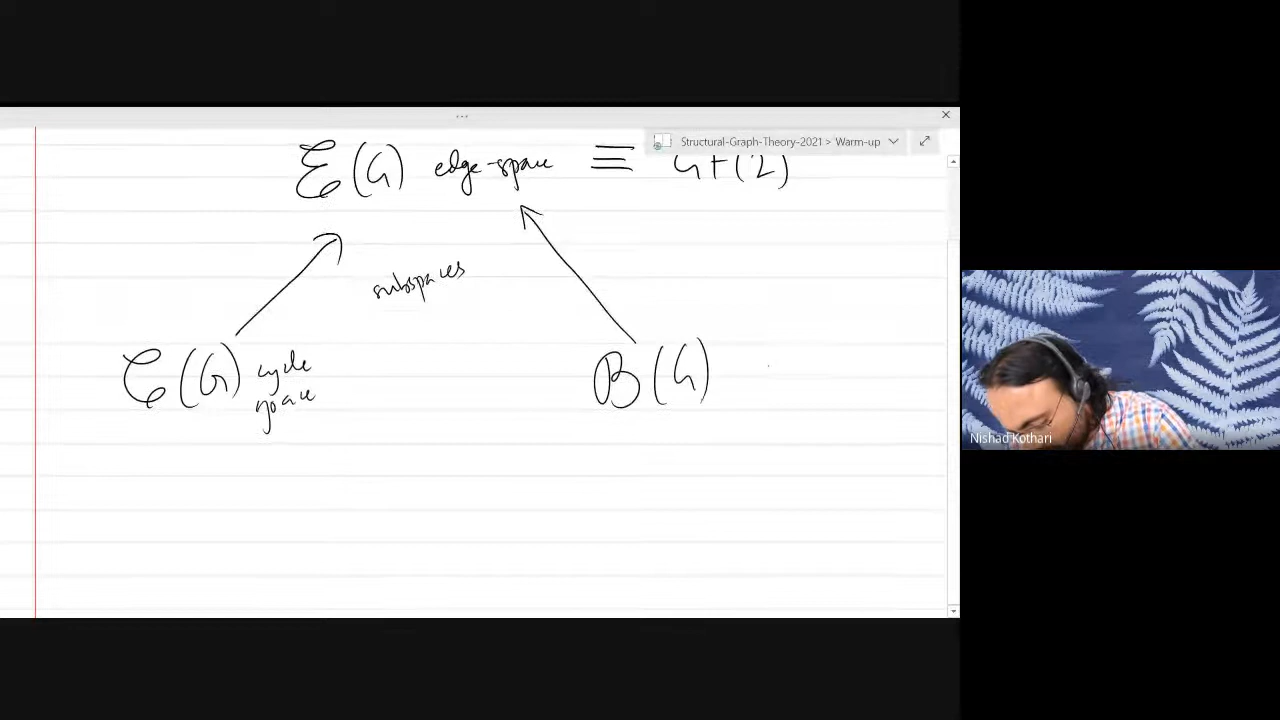 Structural-Graph-Theory-2021 > Warm-up
ℰ(G) edge-space ≡ GF(2)
subspaces
𝒞(G) cycle
space
ℬ(G)
Nishad Kothari